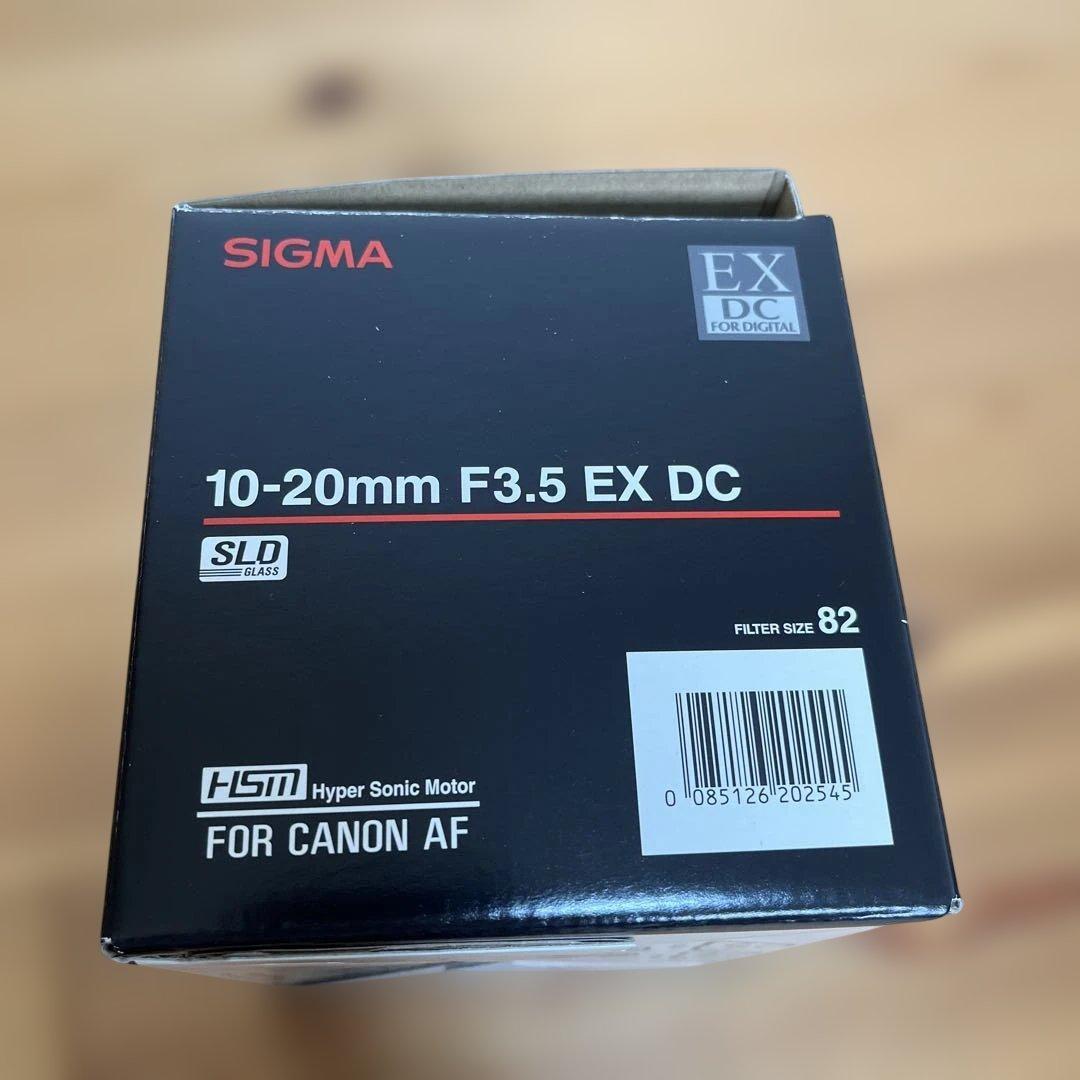 SIGMA
EX
DC
FOR DIGITAL
10-20mm F3.5 EX DC
SLD
GLASS
FILTER SIZE 82
0 085126 202545
HSM Hyper Sonic Motor
FOR CANON AF